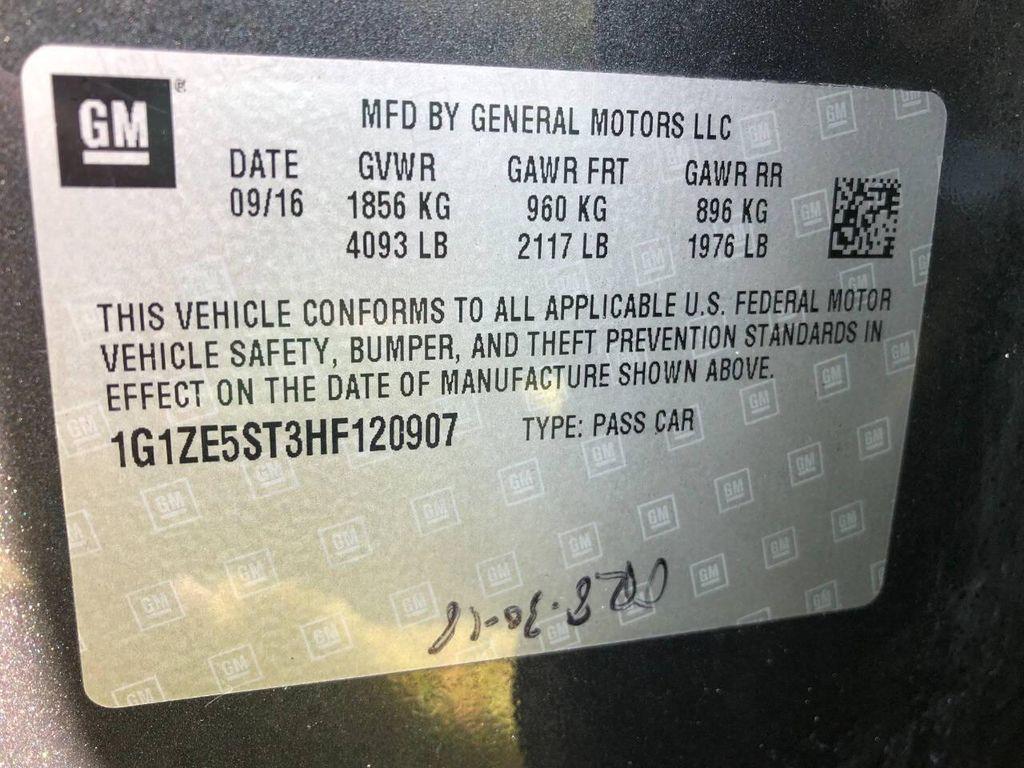 GM
MFD BY GENERAL MOTORS LLC
DATE GVWR GAWR FRT GAWR RR
09/16 1856 KG 960 KG 896 KG
4093 LB 2117 LB 1976 LB
THIS VEHICLE CONFORMS TO ALL APPLICABLE U.S. FEDERAL MOTOR
VEHICLE SAFETY, BUMPER, AND THEFT PREVENTION STANDARDS IN
EFFECT ON THE DATE OF MANUFACTURE SHOWN ABOVE.
1G1ZE5ST3HF120907 TYPE: PASS CAR